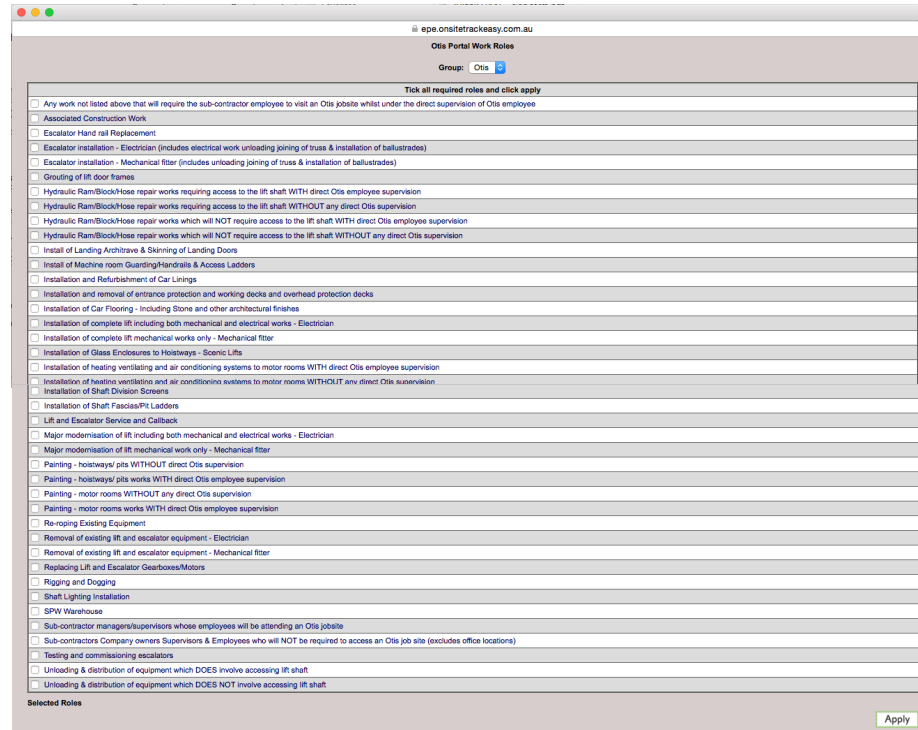 epe.onsitetrackeasy.com.au
Otis Portal Work Roles
Group: Otis
Tick all required roles and click apply
Any work not listed above that will require the sub-contractor employee to visit an Otis jobsite whilst under the direct supervision of Otis employee
Associated Construction Work
Escalator Hand rail Replacement
Escalator installation - Electrician (includes electrical work unloading joining of truss & installation of ballustrades)
Escalator installation - Mechanical fitter (includes unloading joining of truss & installation of ballustrades)
Grouting of lift door frames
Hydraulic Ram/Block/Hose repair works requiring access to the lift shaft WITH direct Otis employee supervision
Hydraulic Ram/Block/Hose repair works requiring access to the lift shaft WITHOUT any direct Otis supervision
Hydraulic Ram/Block/Hose repair works which will NOT require access to the lift shaft WITH direct Otis employee supervision
Hydraulic Ram/Block/Hose repair works which will NOT require access to the lift shaft WITHOUT any direct Otis supervision
Install of Landing Architrave & Skinning of Landing Doors
Install of Machine room Guarding/Handrails & Access Ladders
Installation and Refurbishment of Car Linings
Installation and removal of entrance protection and working decks and overhead protection decks
Installation of Car Flooring - Including Stone and other architectural finishes
Installation of complete lift including both mechanical and electrical works - Electrician
Installation of complete lift mechanical works only - Mechanical fitter
Installation of Glass Enclosures to Hoistways - Scenic Lifts
Installation of heating ventilating and air conditioning systems to motor rooms WITH direct Otis employee supervision
Installation of heating ventilating and air conditioning systems to motor rooms WITHOUT any direct Otis supervision
Installation of Shaft Division Screens
Installation of Shaft Fascias/Pit Ladders
Lift and Escalator Service and Callback
Major modernisation of lift including both mechanical and electrical works - Electrician
Major modernisation of lift mechanical work only - Mechanical fitter
Painting - hoistways/ pits WITHOUT direct Otis supervision
Painting - hoistways/ pits works WITH direct Otis employee supervision
Painting - motor rooms WITHOUT any direct Otis supervision
Painting - motor rooms works WITH direct Otis employee supervision
Re-roping Existing Equipment
Removal of existing lift and escalator equipment - Electrician
Removal of existing lift and escalator equipment - Mechanical fitter
Replacing Lift and Escalator Gearboxes/Motors
Rigging and Dogging
Shaft Lighting Installation
SPW Warehouse
Sub-contractor managers/supervisors whose employees will be attending an Otis jobsite
Sub-contractors Company owners Supervisors & Employees who will NOT be required to access an Otis job site (excludes office locations)
Testing and commissioning escalators
Unloading & distribution of equipment which DOES involve accessing lift shaft
Unloading & distribution of equipment which DOES NOT involve accessing lift shaft
Selected Roles
Apply